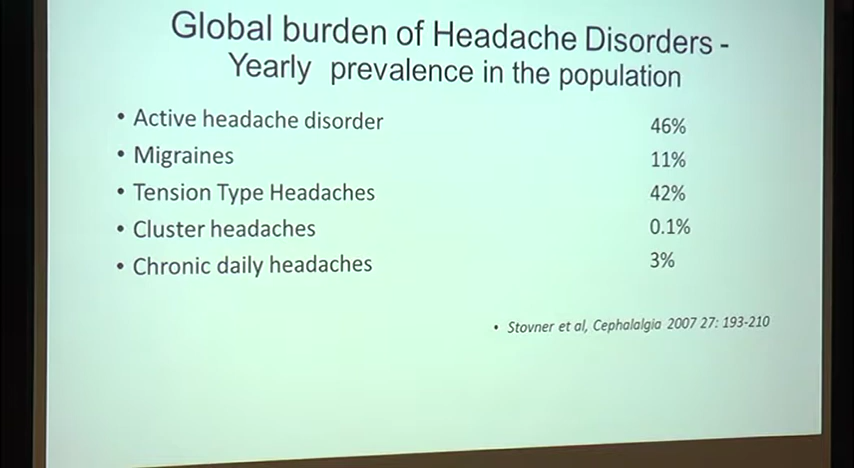 Global burden of Headache Disorders -
Yearly prevalence in the population
• Active headache disorder 46%
• Migraines 11%
• Tension Type Headaches 42%
• Cluster headaches 0.1%
• Chronic daily headaches 3%
• Stovner et al, Cephalalgia 2007 27: 193-210